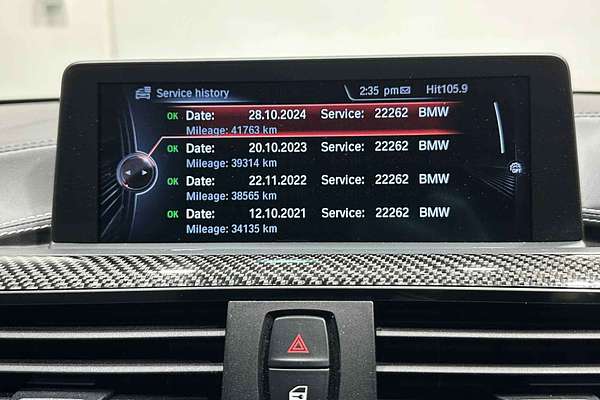 Service history 2:35 pm Hit105.9
OK Date: 28.10.2024 Service: 22262 BMW
Mileage: 41763 km
OK Date: 20.10.2023 Service: 22262 BMW
Mileage: 39314 km
OK Date: 22.11.2022 Service: 22262 BMW
Mileage: 38565 km
OK Date: 12.10.2021 Service: 22262 BMW
Mileage: 34135 km
OFF